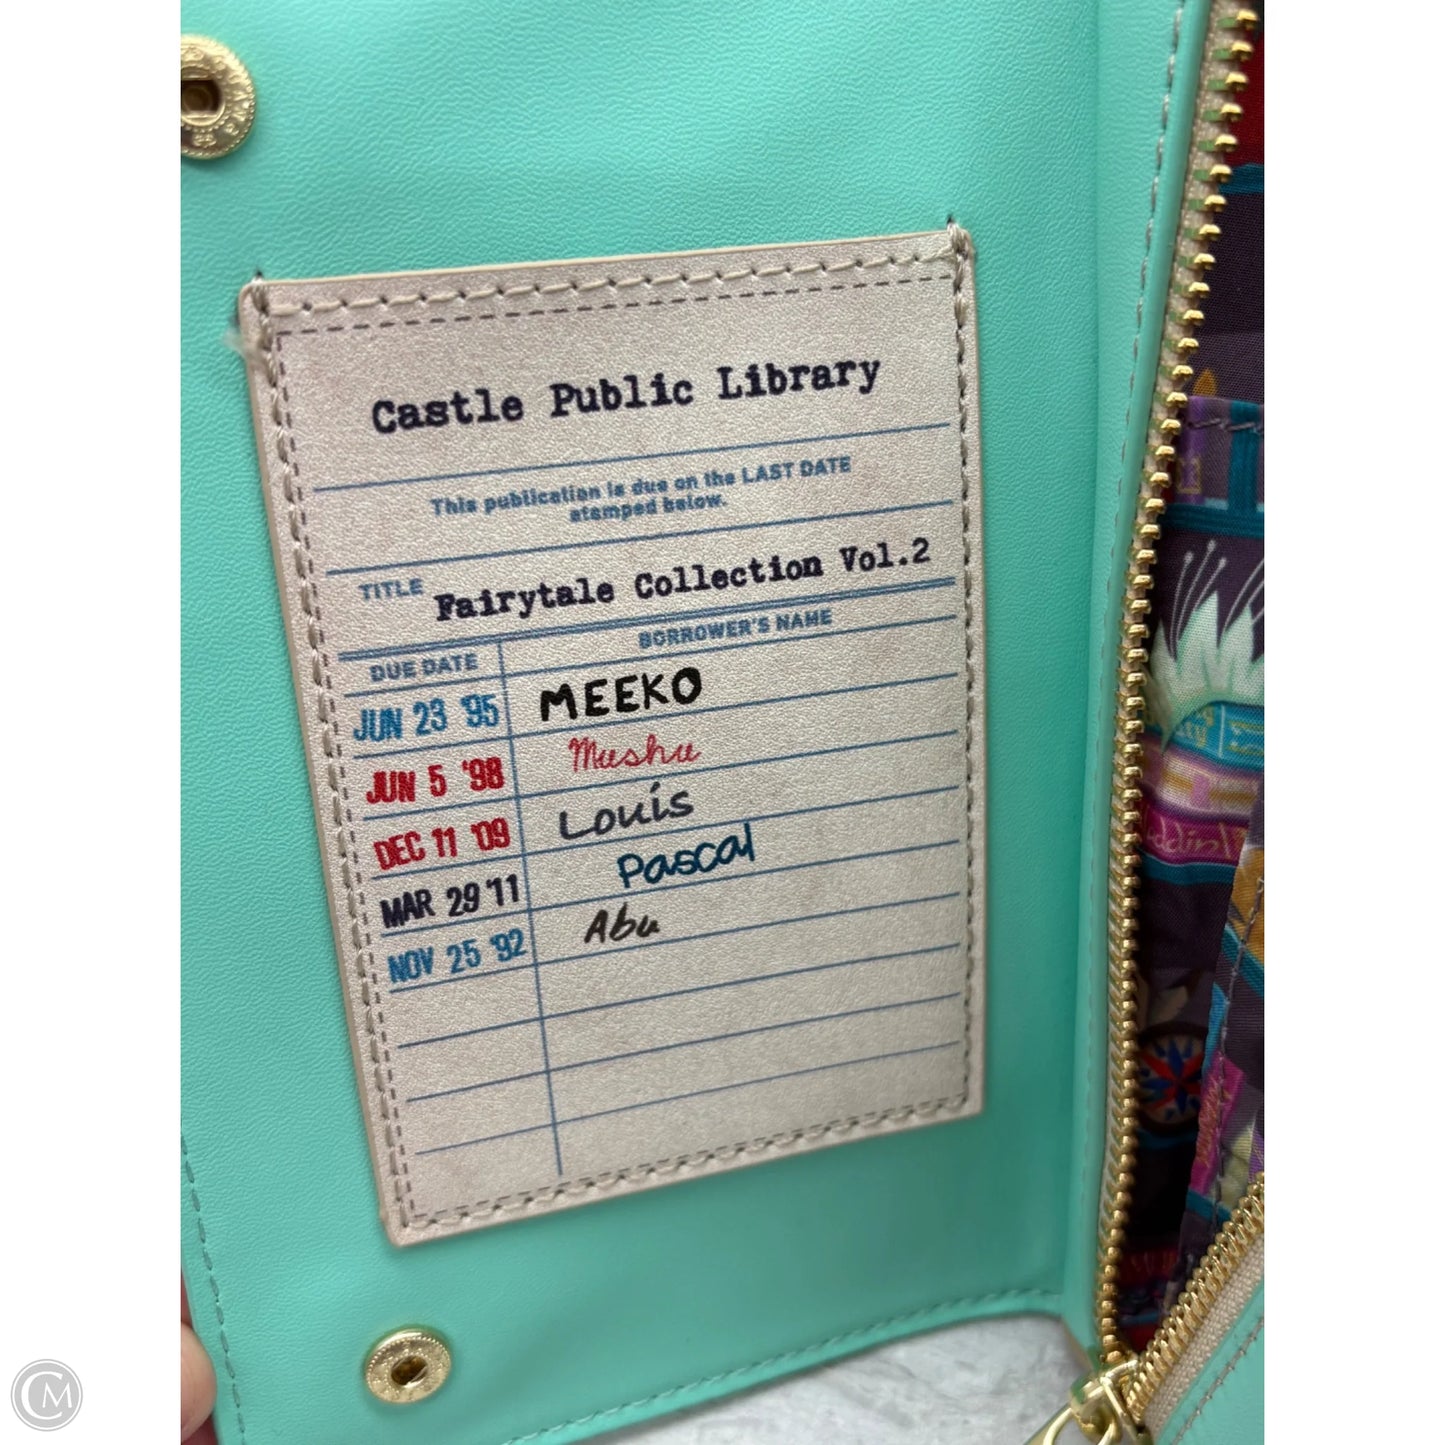 Castle Public Library
This publication is due on the LAST DATE
stamped below.
TITLE Fairytale Collection Vol.2
DUE DATE BORROWER'S NAME
JUN 23 '95 MEEKO
JUN 5 '98 Mushu
DEC 11 '09 Louis
MAR 29 '11 Pascal
NOV 25 '92 Abu
CM